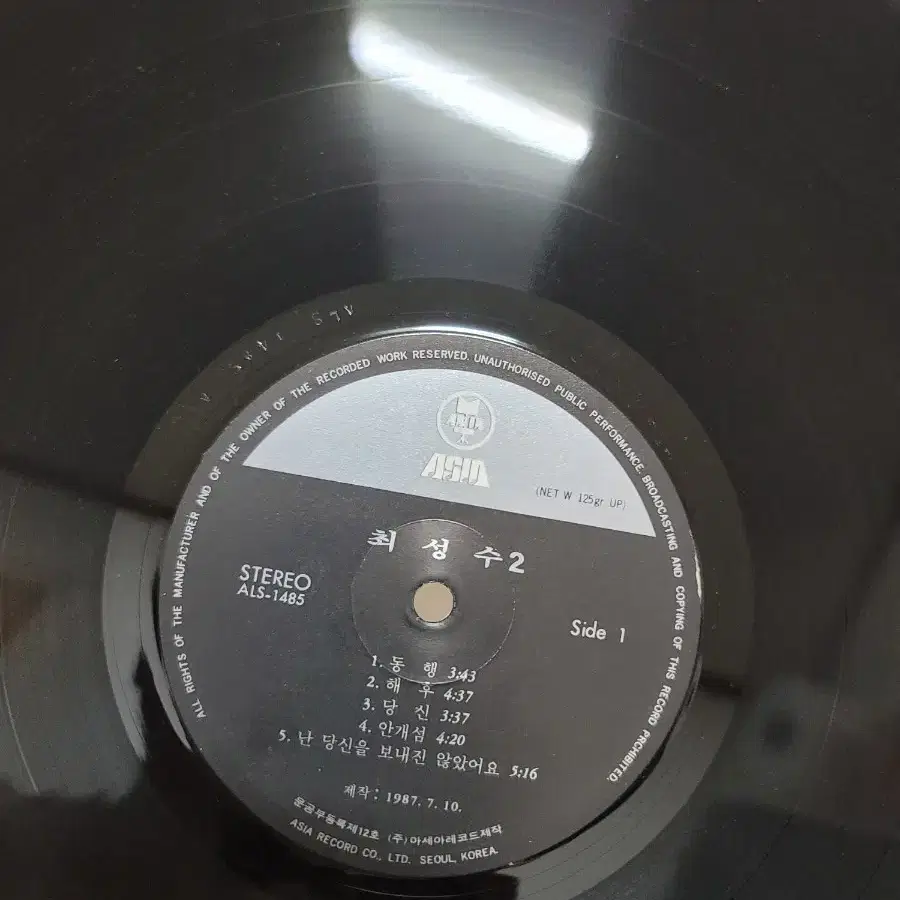 ALS 1485 A
ALL RIGHTS OF THE MANUFACTURER AND OF THE OWNER OF THE RECORDED WORK RESERVED. UNAUTHORISED PUBLIC PERFORMANCE. BROADCASTING AND COPYING OF THIS RECORD PROHIBITED.
ASIA
(NET W 125gr UP)
최성수2
STEREO
ALS-1485
Side 1
1. 동 행 3:43
2. 해 후 4:37
3. 당 신 3:37
4. 안개섬 4:20
5. 난 당신을 보내진 않았어요 5:16
제작 : 1987. 7. 10.
문공부등록제12호 (주)아세아레코드제작
ASIA RECORD CO., LTD. SEOUL, KOREA.